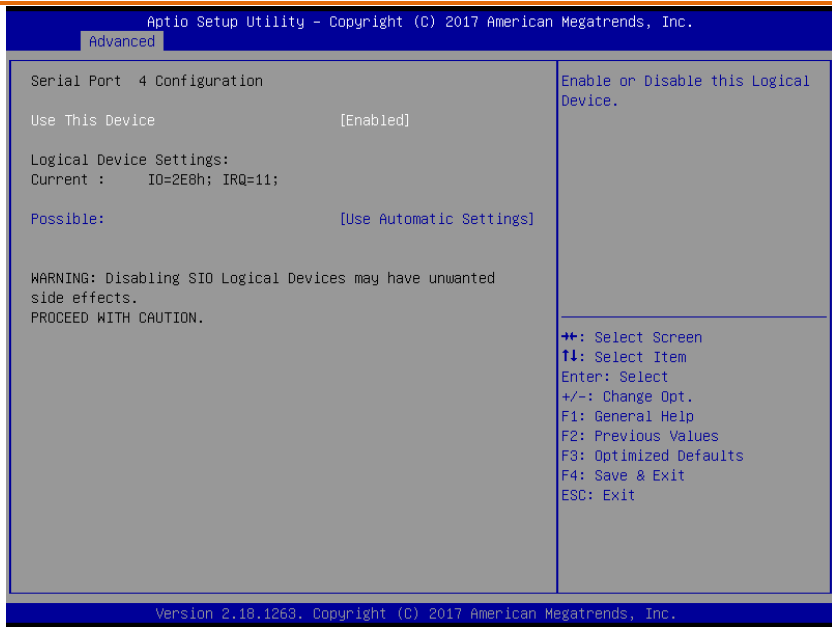 Aptio Setup Utility – Copyright (C) 2017 American Megatrends, Inc.
Advanced
Serial Port 4 Configuration
Use This Device [Enabled]
Logical Device Settings:
Current : IO=2E8h; IRQ=11;
Possible: [Use Automatic Settings]
WARNING: Disabling SIO Logical Devices may have unwanted
side effects.
PROCEED WITH CAUTION.
Enable or Disable this Logical
Device.
→←: Select Screen
↑↓: Select Item
Enter: Select
+/-: Change Opt.
F1: General Help
F2: Previous Values
F3: Optimized Defaults
F4: Save & Exit
ESC: Exit
Version 2.18.1263. Copyright (C) 2017 American Megatrends, Inc.